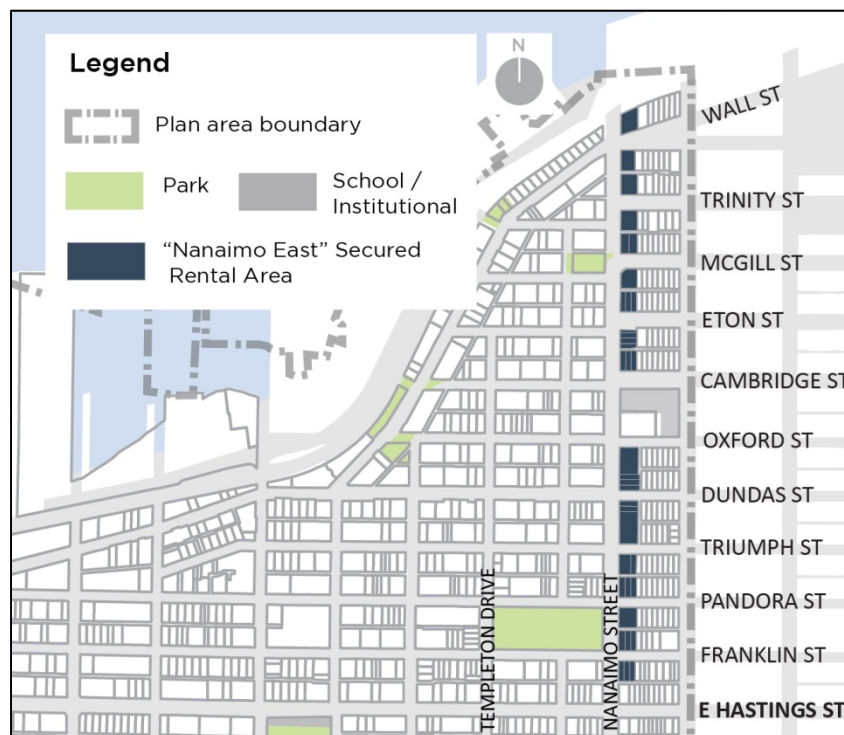 Legend
N
Plan area boundary
Park
School /
Institutional
“Nanaimo East” Secured
Rental Area
WALL ST
TRINITY ST
MCGILL ST
ETON ST
CAMBRIDGE ST
OXFORD ST
DUNDAS ST
TRIUMPH ST
PANDORA ST
FRANKLIN ST
E HASTINGS ST
TEMPLETON DRIVE
NANAIMO STREET